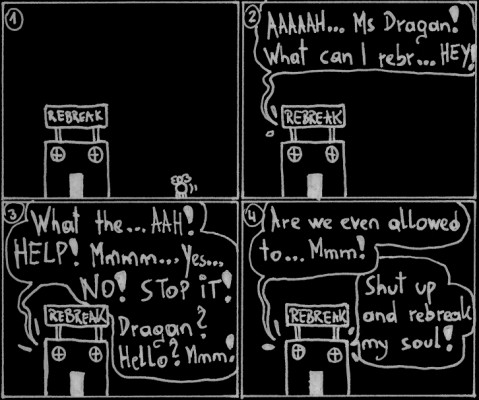 1
REBREAK
2
AAAAAH... Ms Dragan!
What can I rebr... HEY!
REBREAK
3
What the... AAH!
HELP! Mmmm... Yes...
NO! STOP iT!
REBREAK
Dragan?
Hello? Mmm!
4
Are we even allowed
to... Mmm!
REBREAK
Shut up
and rebreak
my soul!